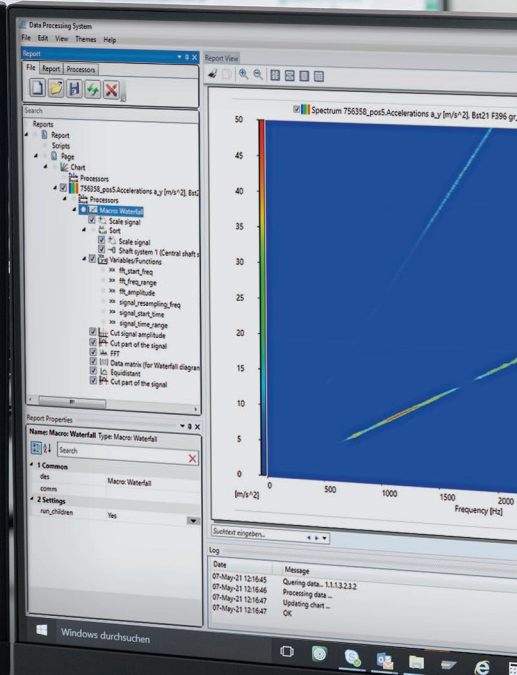 Data Processing System
File Edit View Themes Help
Report
File Report Processors
Search
Reports
Report
Scripts
Page
Chart
Processors
756358_pos5.Accelerations a_y [m/s^2], Bst2
Processors
Macro: Waterfall
Scale signal
Sort
Scale signal
Shaft system 1 (Central shaft s
Variables/Functions
fft_start_freq
fft_freq_range
fft_amplitude
signal_resampling_freq
signal_start_time
signal_time_range
Cut signal amplitude
Cut part of the signal
FFT
Data matrix (for Waterfall diagran
Equidistant
Cut part of the signal
Report Properties
Name: Macro: Waterfall Type: Macro: Waterfall
Search
1 Common
des Macro: Waterfall
comm
2 Settings
run_children Yes
Report View
Spectrum 756358_pos5.Accelerations a_y [m/s^2]. Bst21 F396 gr
50
45
40
35
30
25
20
15
10
5
0
[m/s^2]
0 500 1000 1500 2000
Frequency [Hz]
Suchtext eingeben...
Log
Date Message
07-May-21 12:16:45 Quering data... 1.1.1.3.2.3.2
07-May-21 12:16:46 Processing data ...
07-May-21 12:16:47 Updating chart ...
07-May-21 12:16:47 OK
Windows durchsuchen